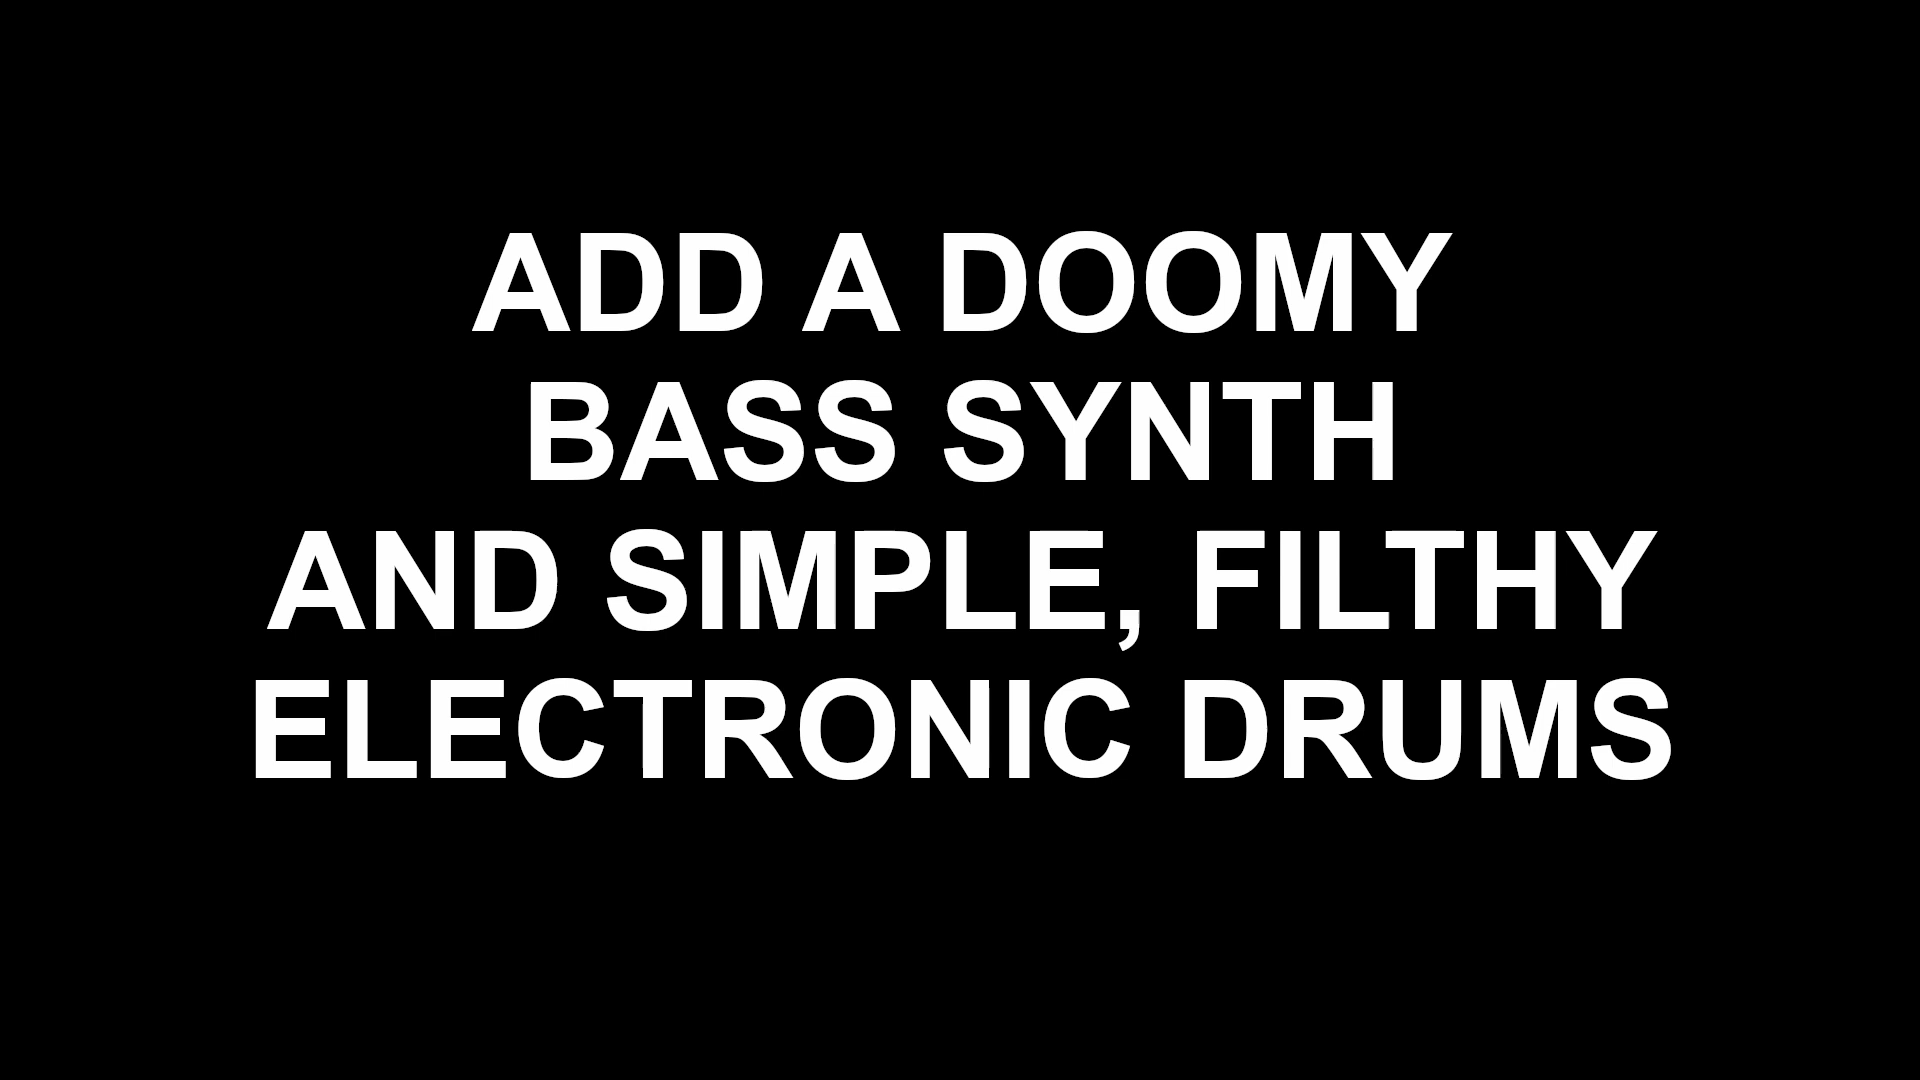 ADD A DOOMY
BASS SYNTH
AND SIMPLE, FILTHY
ELECTRONIC DRUMS